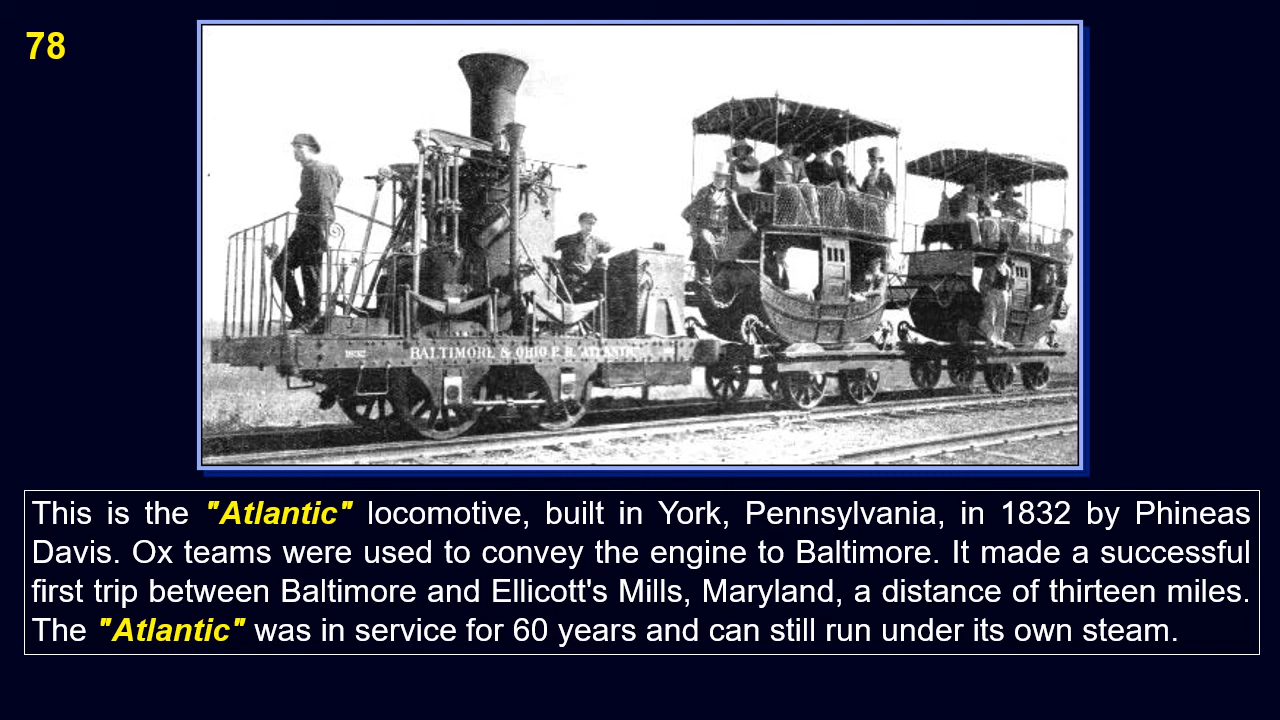 78
1832 BALTIMORE & OHIO R. R. "ATLANTIC"
This is the "Atlantic" locomotive, built in York, Pennsylvania, in 1832 by Phineas
Davis. Ox teams were used to convey the engine to Baltimore. It made a successful
first trip between Baltimore and Ellicott's Mills, Maryland, a distance of thirteen miles.
The "Atlantic" was in service for 60 years and can still run under its own steam.